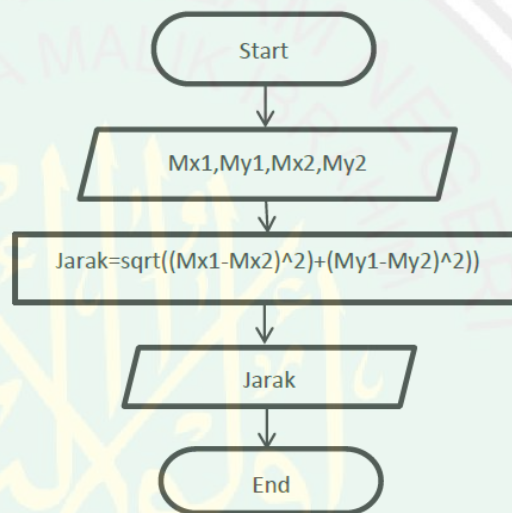 Start
Mx1,My1,Mx2,My2
Jarak=sqrt((Mx1-Mx2)^2)+(My1-My2)^2))
Jarak
End